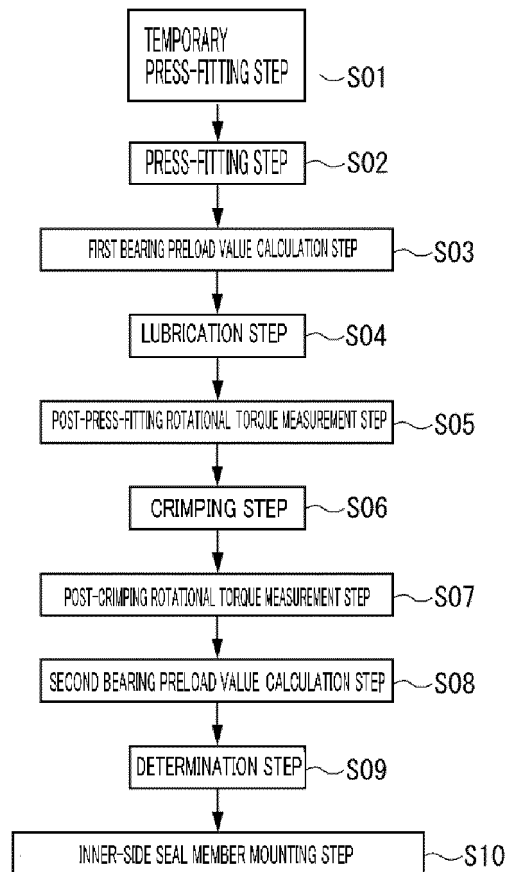 TEMPORARY
PRESS-FITTING STEP
S01
PRESS-FITTING STEP
S02
FIRST BEARING PRELOAD VALUE CALCULATION STEP
S03
LUBRICATION STEP
S04
POST-PRESS-FITTING ROTATIONAL TORQUE MEASUREMENT STEP
S05
CRIMPING STEP
S06
POST-CRIMPING ROTATIONAL TORQUE MEASUREMENT STEP
S07
SECOND BEARING PRELOAD VALUE CALCULATION STEP
S08
DETERMINATION STEP
S09
INNER-SIDE SEAL MEMBER MOUNTING STEP
S10